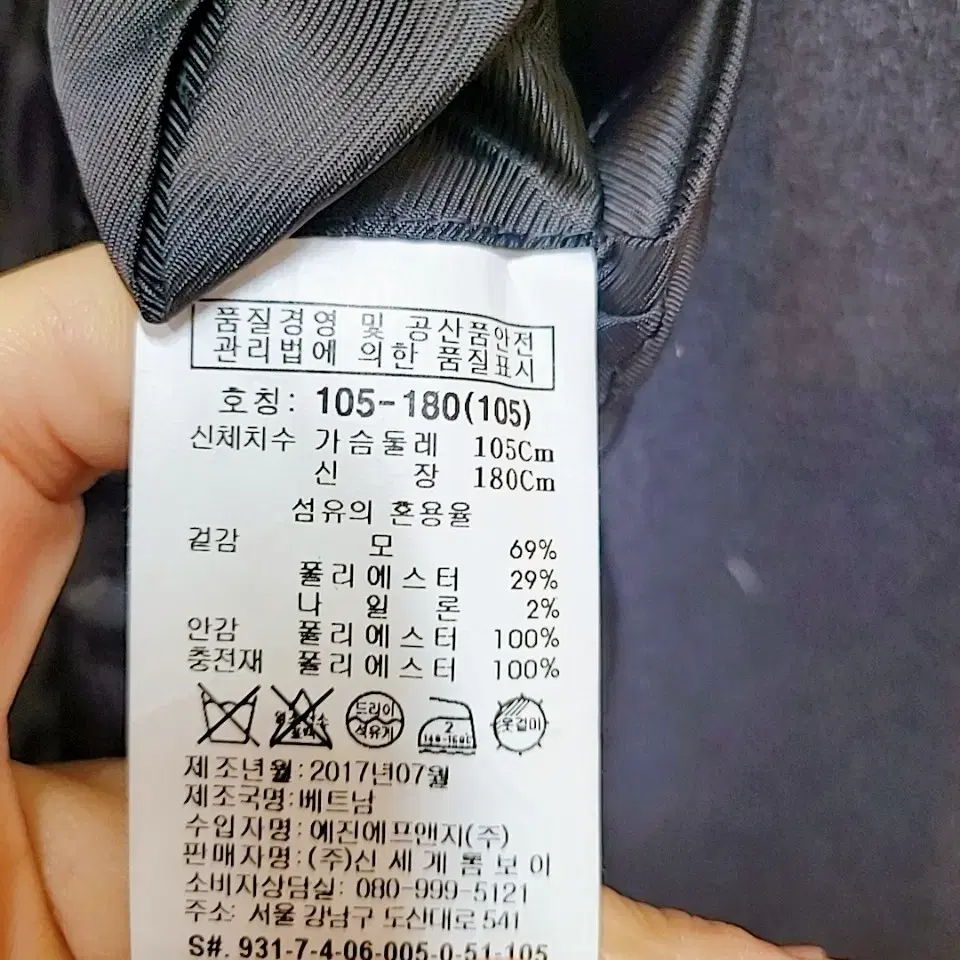 품질경영 및 공산품안전
관리법에 의한 품질표시
호칭: 105-180(105)
신체치수 가슴둘레 105Cm
신 장 180Cm
섬유의 혼용율
겉감 모 69%
폴리에스터 29%
나 일 론 2%
안감 폴리에스터 100%
충전재 폴리에스터 100%
드라이 2 옷걸이
석유계 140-160℃
제조년월:2017년07월
제조국명:베트남
수입자명:예진에프앤지(주)
판매자명:(주)신세계톰보이
소비자상담실: 080-999-5121
주소: 서울 강남구 도산대로 541
S#. 931-7-4-06-005-0-51-105